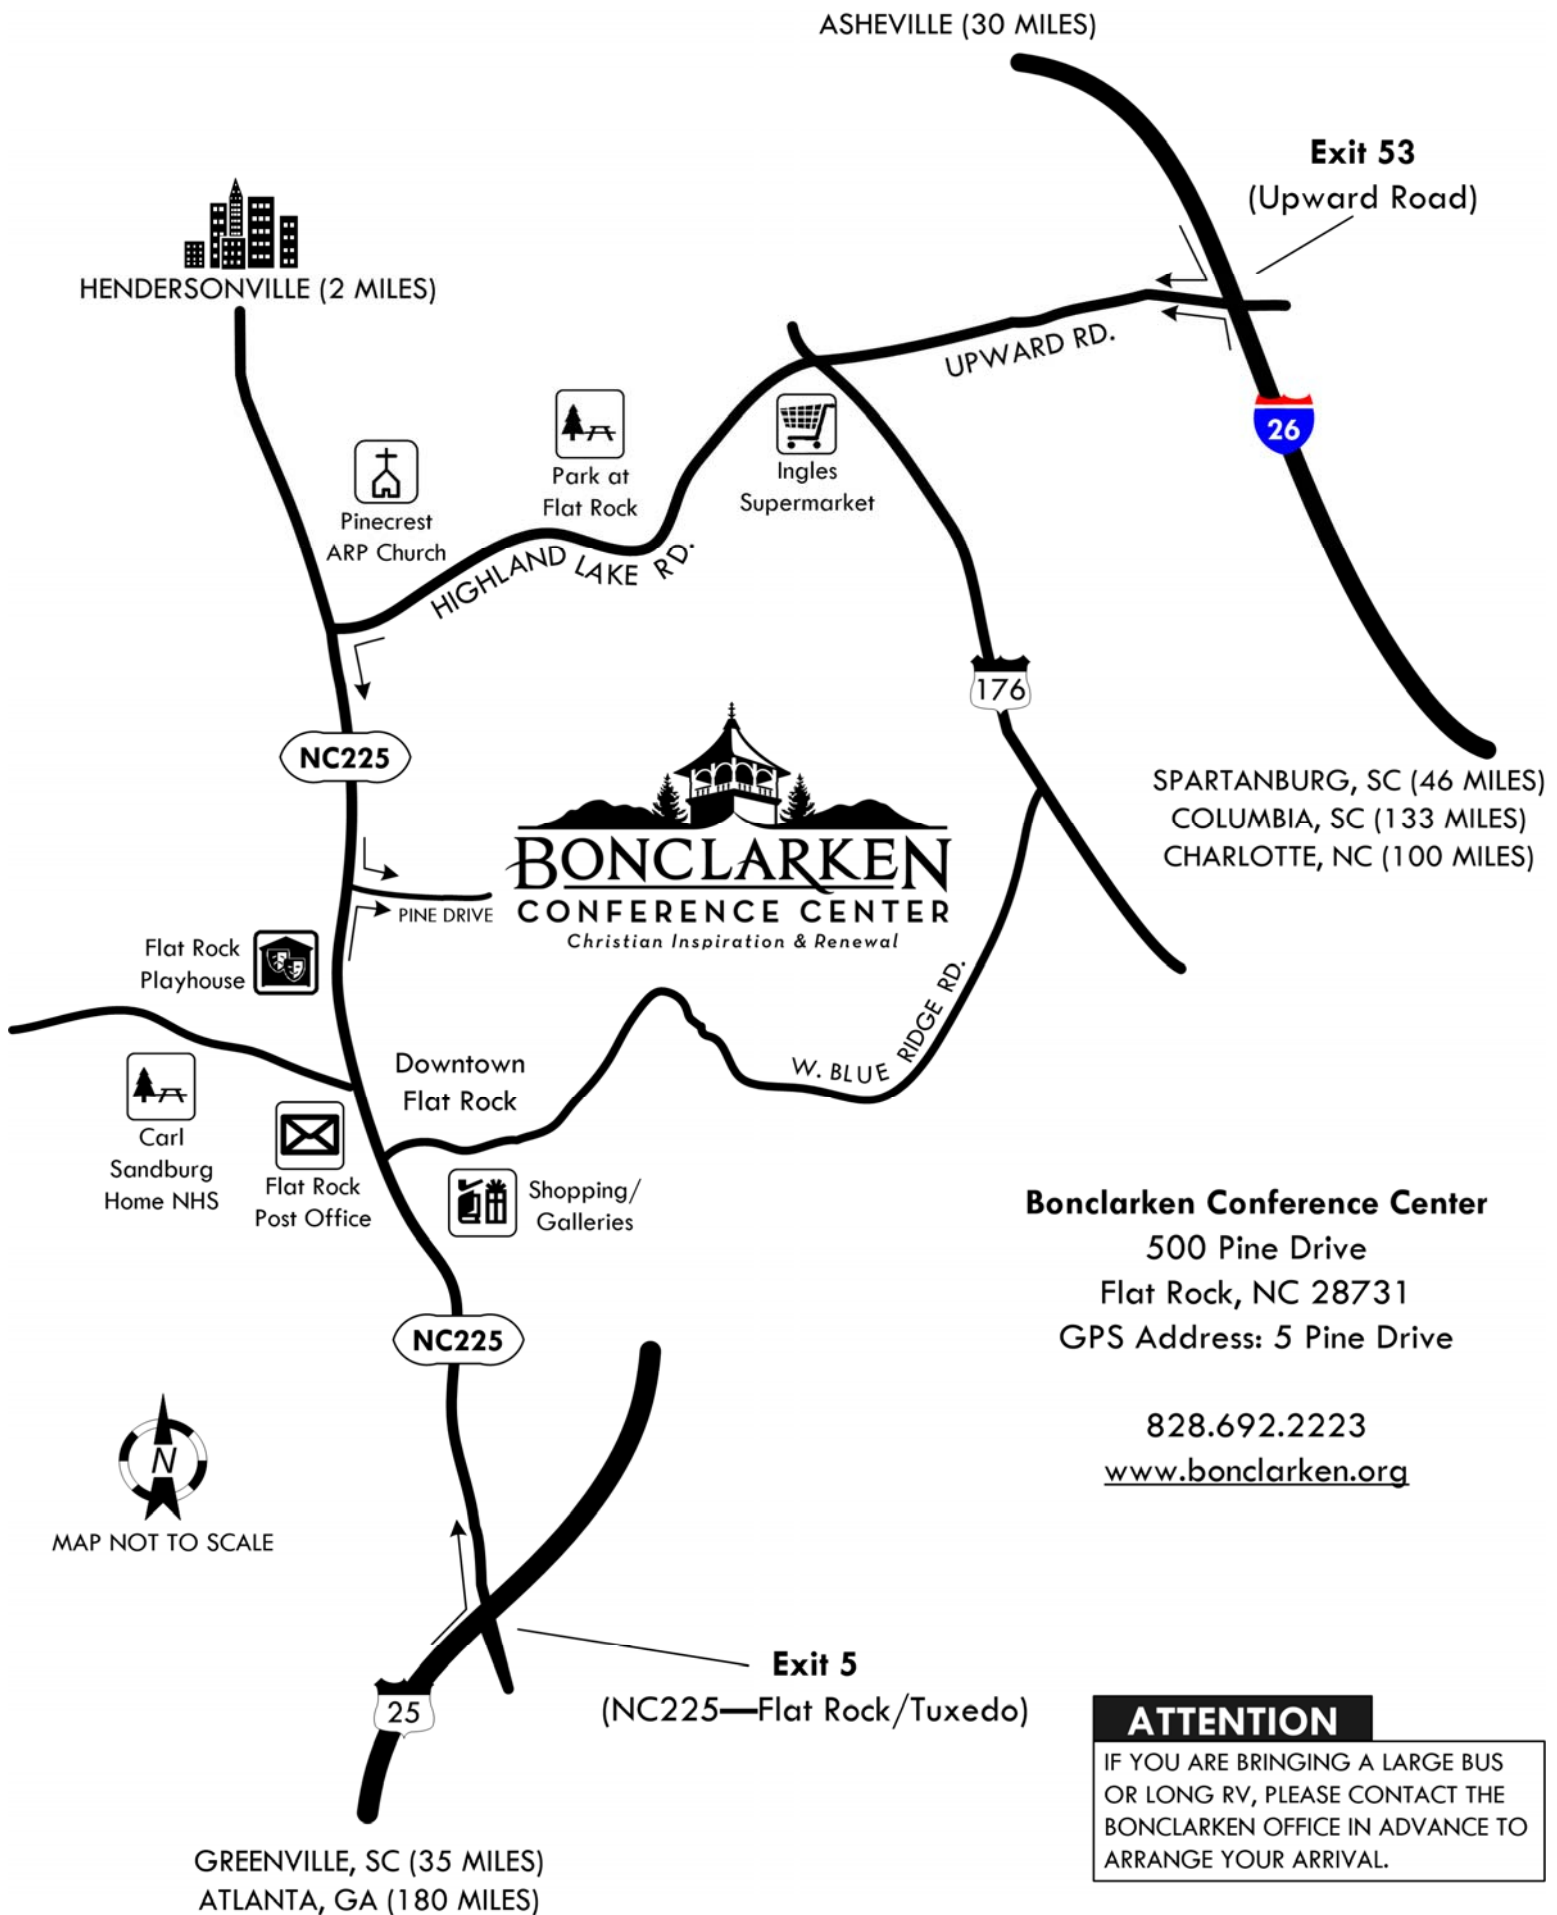 ASHEVILLE (30 MILES)
Exit 53
(Upward Road)
HENDERSONVILLE (2 MILES)
UPWARD RD.
26
Park at
Flat Rock
Ingles
Supermarket
Pinecrest
ARP Church
HIGHLAND LAKE RD.
176
NC225
SPARTANBURG, SC (46 MILES)
COLUMBIA, SC (133 MILES)
CHARLOTTE, NC (100 MILES)
BONCLARKEN
CONFERENCE CENTER
Christian Inspiration & Renewal
PINE DRIVE
Flat Rock
Playhouse
W. BLUE RIDGE RD.
Downtown
Flat Rock
Carl
Sandburg
Home NHS
Flat Rock
Post Office
Shopping/
Galleries
Bonclarken Conference Center
500 Pine Drive
Flat Rock, NC 28731
GPS Address: 5 Pine Drive
828.692.2223
www.bonclarken.org
NC225
N
MAP NOT TO SCALE
Exit 5
(NC225—Flat Rock/Tuxedo)
25
ATTENTION
IF YOU ARE BRINGING A LARGE BUS
OR LONG RV, PLEASE CONTACT THE
BONCLARKEN OFFICE IN ADVANCE TO
ARRANGE YOUR ARRIVAL.
GREENVILLE, SC (35 MILES)
ATLANTA, GA (180 MILES)